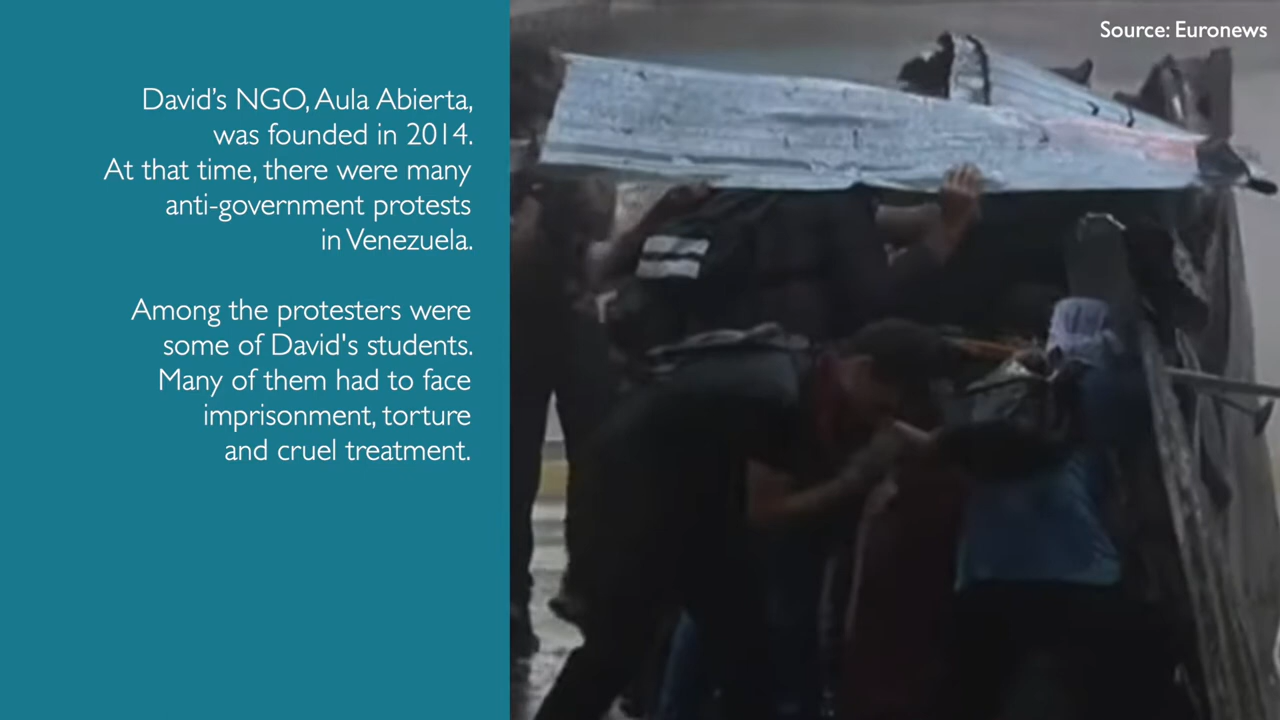 Source: Euronews
David's NGO, Aula Abierta,
was founded in 2014.
At that time, there were many
anti-government protests
in Venezuela.
Among the protesters were
some of David's students.
Many of them had to face
imprisonment, torture
and cruel treatment.